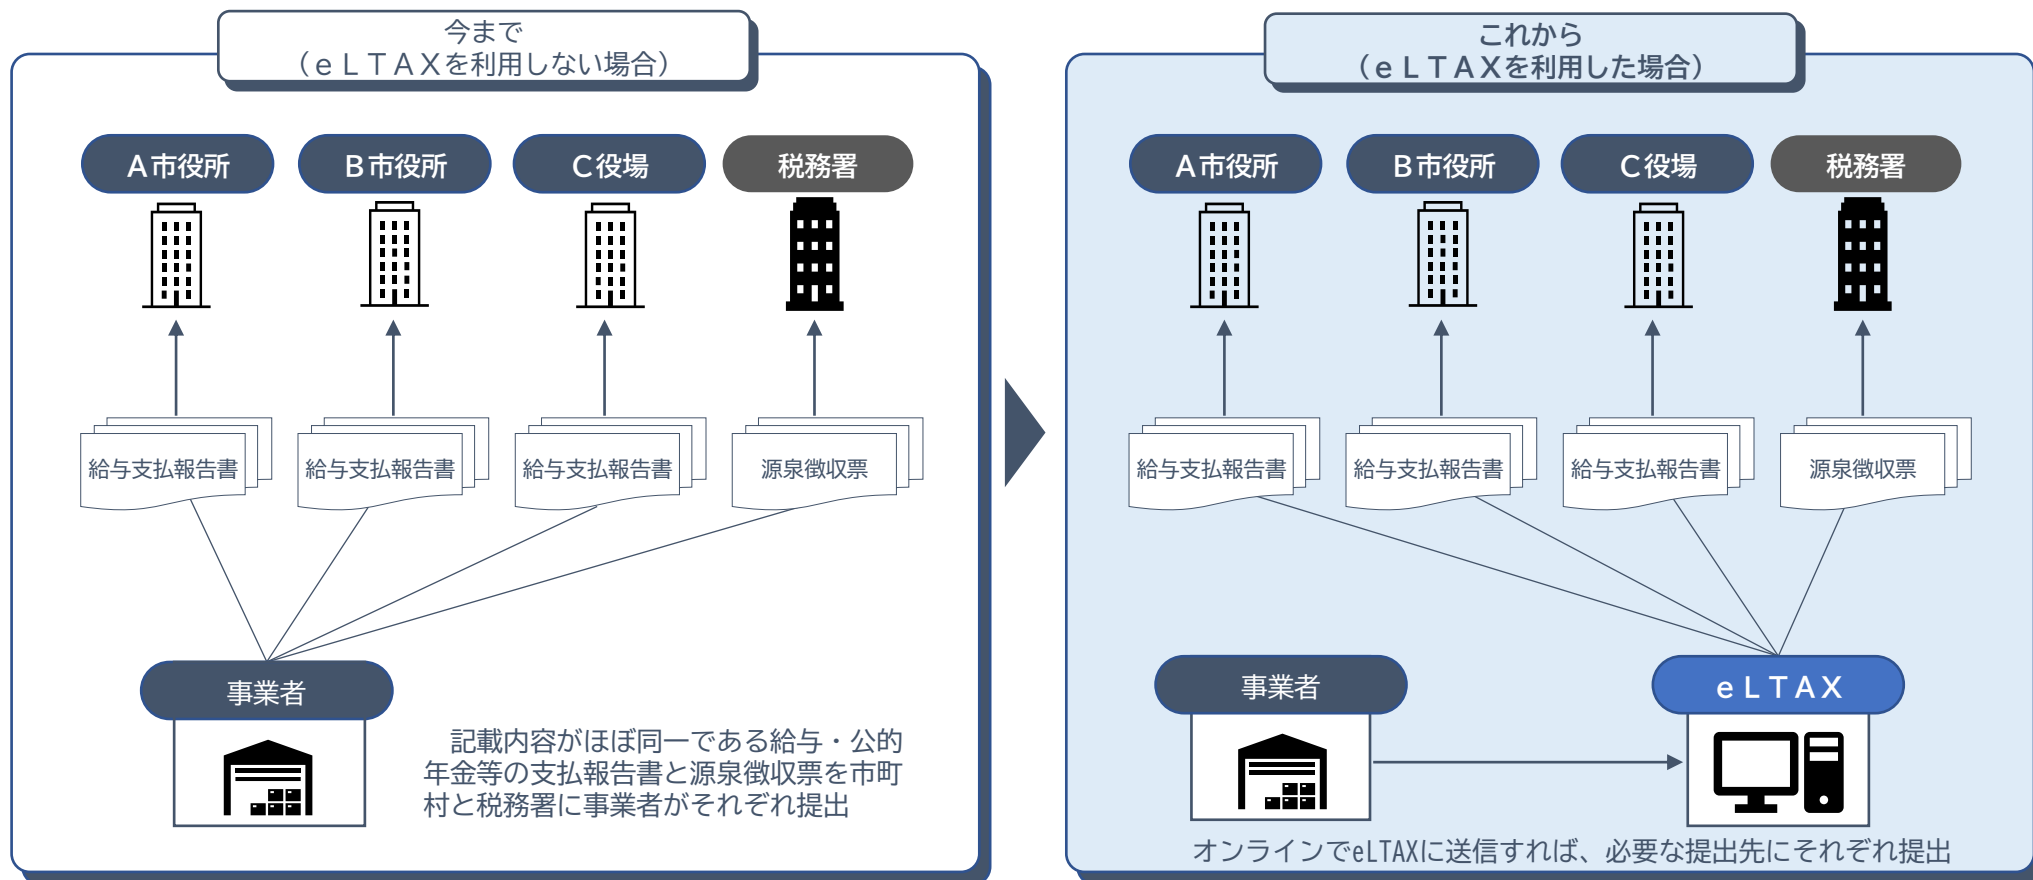 今まで
（ｅＬＴＡＸを利用しない場合）
Ａ市役所
Ｂ市役所
Ｃ役場
税務署
給与支払報告書
給与支払報告書
給与支払報告書
源泉徴収票
事業者
記載内容がほぼ同一である給与・公的
年金等の支払報告書と源泉徴収票を市町
村と税務署に事業者がそれぞれ提出
これから
（ｅＬＴＡＸを利用した場合）
Ａ市役所
Ｂ市役所
Ｃ役場
税務署
給与支払報告書
給与支払報告書
給与支払報告書
源泉徴収票
事業者
ｅＬＴＡＸ
オンラインでeLTAXに送信すれば、必要な提出先にそれぞれ提出